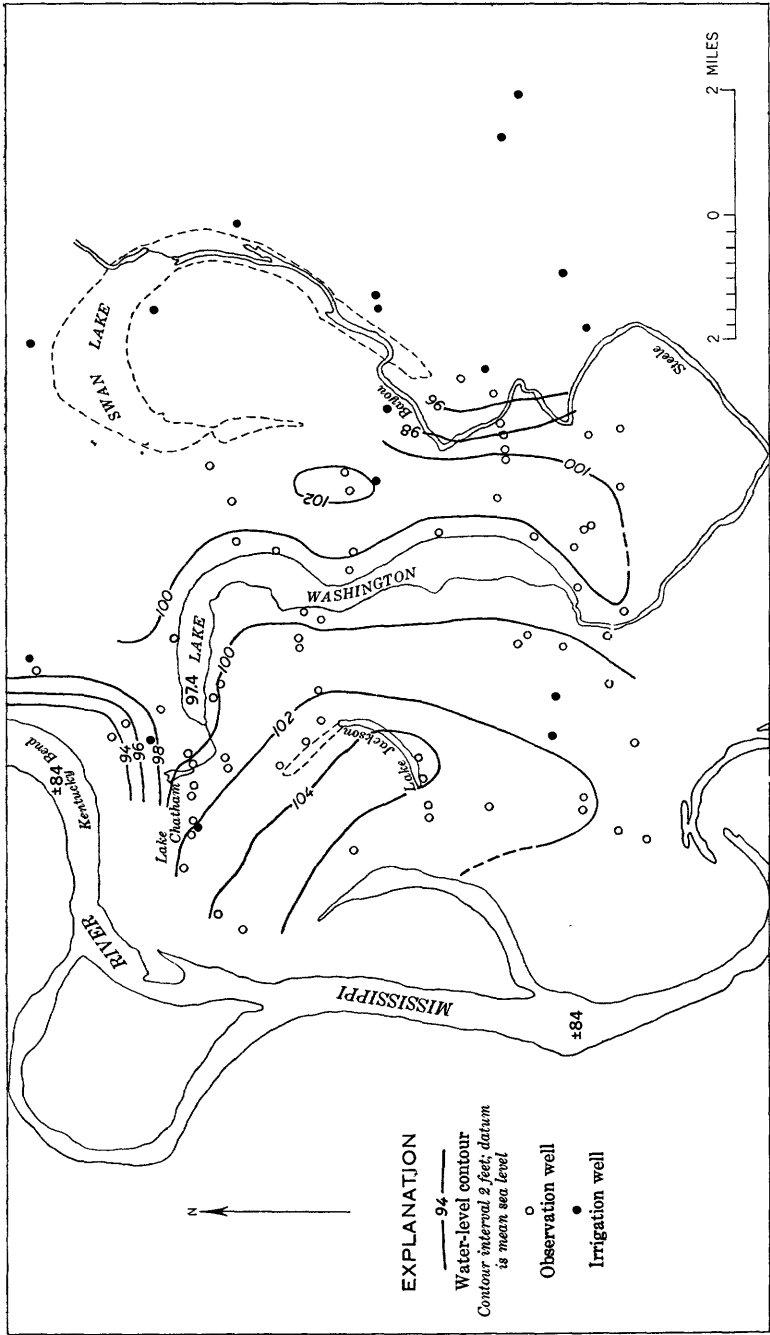 RIVER
±84 Bend
Kentucky
94
96
98
Lake
Chatham
97.4 LAKE
WASHINGTON
100
100
102
104
Lake Jackson
102
SWAN LAKE
Bayou
96
98
100
Steele
MISSISSIPPI
±84
N
EXPLANATION
94
Water-level contour
Contour interval 2 feet; datum
is mean sea level
Observation well
Irrigation well
2 0 2 MILES